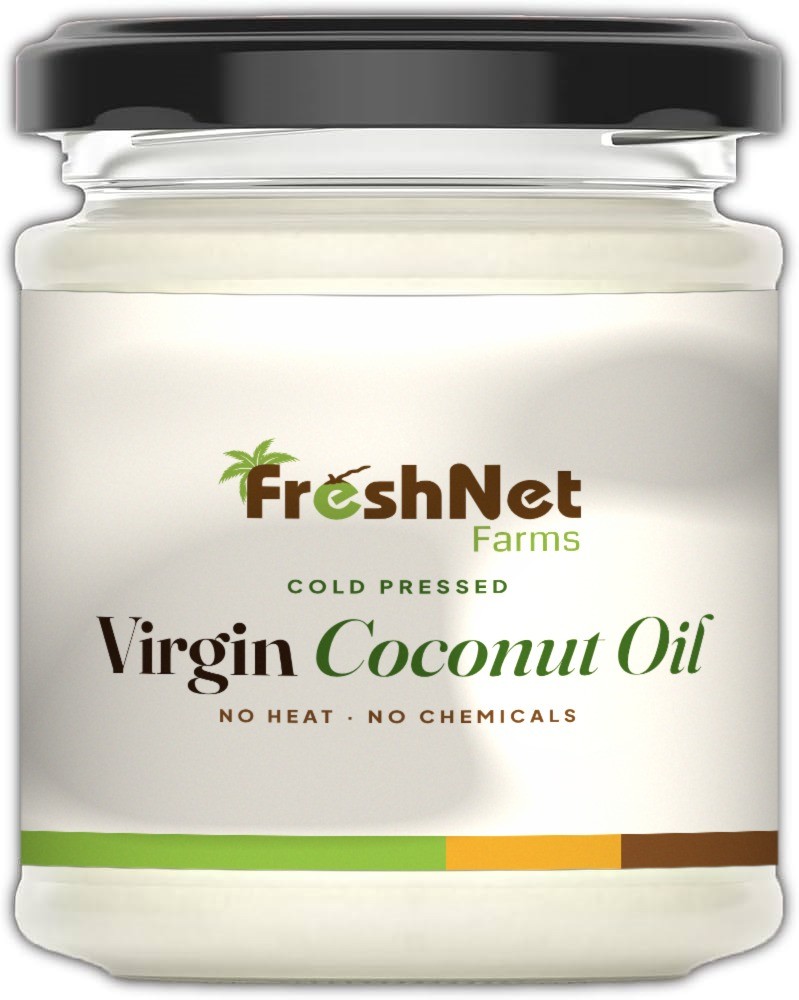 FreshNet
Farms
COLD PRESSED
Virgin Coconut Oil
NO HEAT · NO CHEMICALS